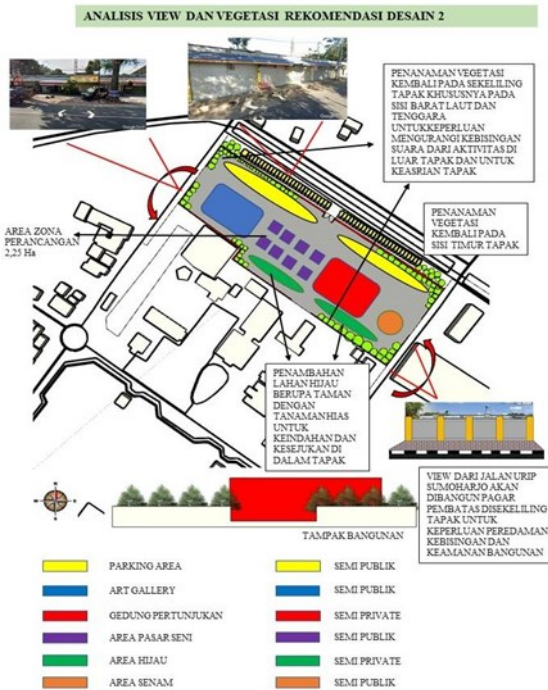 ANALISIS VIEW DAN VEGETASI REKOMENDASI DESAIN 2
PENANAMAN VEGETASI
KEMBALI PADA SEKELILING
TAPAK KHUSUSNYA PADA
SISI BARAT LAUT DAN
TENGGARA
UNTUKKEPERLUAN
MENGURANGI KEBISINGAN
SUARA DARI AKTIVITAS DI
LUAR TAPAK DAN UNTUK
KEASRIAN TAPAK
PENANAMAN
VEGETASI
KEMBALI PADA
SISI TIMUR TAPAK
AREA ZONA
PERANCANGAN
2,25 Ha
PENAMBAHAN
LAHAN HIJAU
BERUPA TAMAN
DENGAN
TANAMAN HIAS
UNTUK
KEINDAHAN DAN
KESEJUKAN DI
DALAM TAPAK
VIEW DARI JALAN URIP
SUMOHARJO AKAN
DIBANGUN PAGAR
PEMBATAS DISEKELILING
TAPAK UNTUK
KEPERLUAN PEREDAMAN
KEBISINGAN DAN
KEAMANAN BANGUNAN
TAMPAK BANGUNAN
PARKING AREA
SEMI PUBLIK
ART GALLERY
SEMI PUBLIK
GEDUNG PERTUNJUKAN
SEMI PRIVATE
AREA PASAR SENI
SEMI PUBLIK
AREA HIJAU
SEMI PRIVATE
AREA SENAM
SEMI PUBLIK